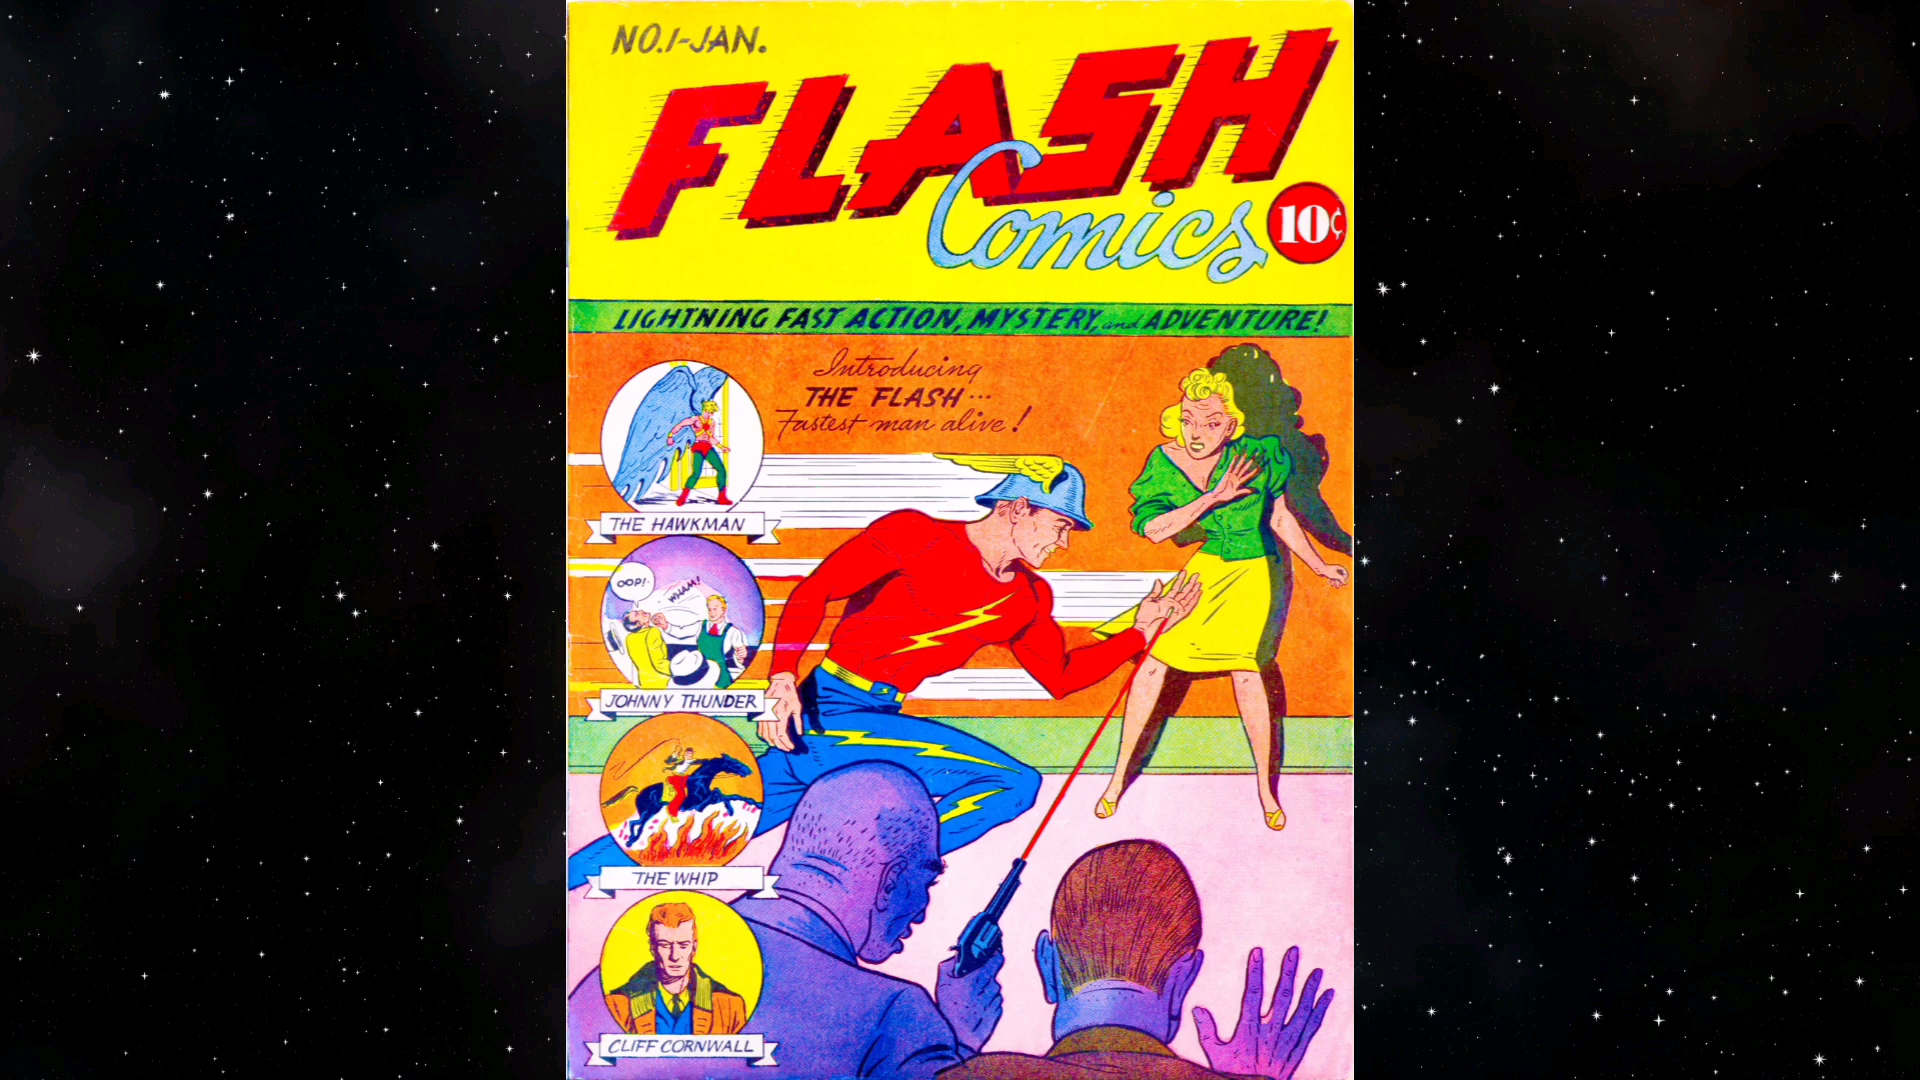 NO.1-JAN.
FLASH
Comics
10¢
LIGHTNING FAST ACTION, MYSTERY, and ADVENTURE!
Introducing
THE FLASH...
Fastest man alive!
THE HAWKMAN
OOP!-
WHAM!
JOHNNY THUNDER
THE WHIP
CLIFF CORNWALL